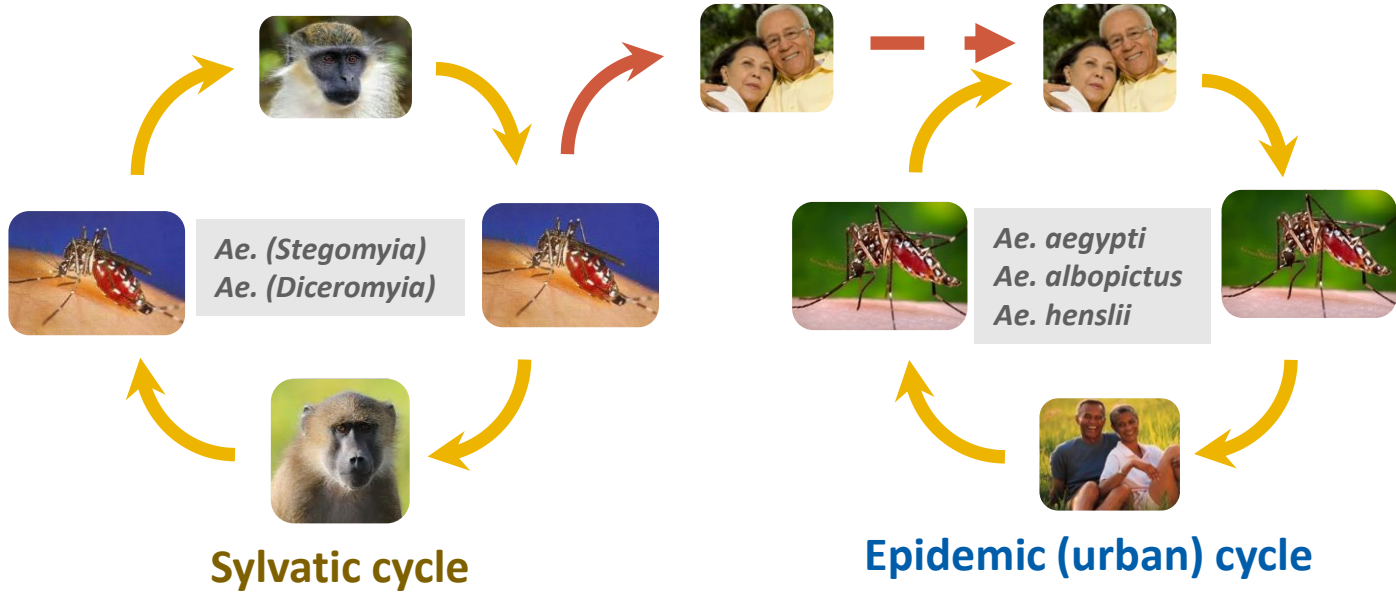 Ae. (Stegomyia)
Ae. (Diceromyia)
Ae. aegypti
Ae. albopictus
Ae. henslii
Sylvatic cycle
Epidemic (urban) cycle